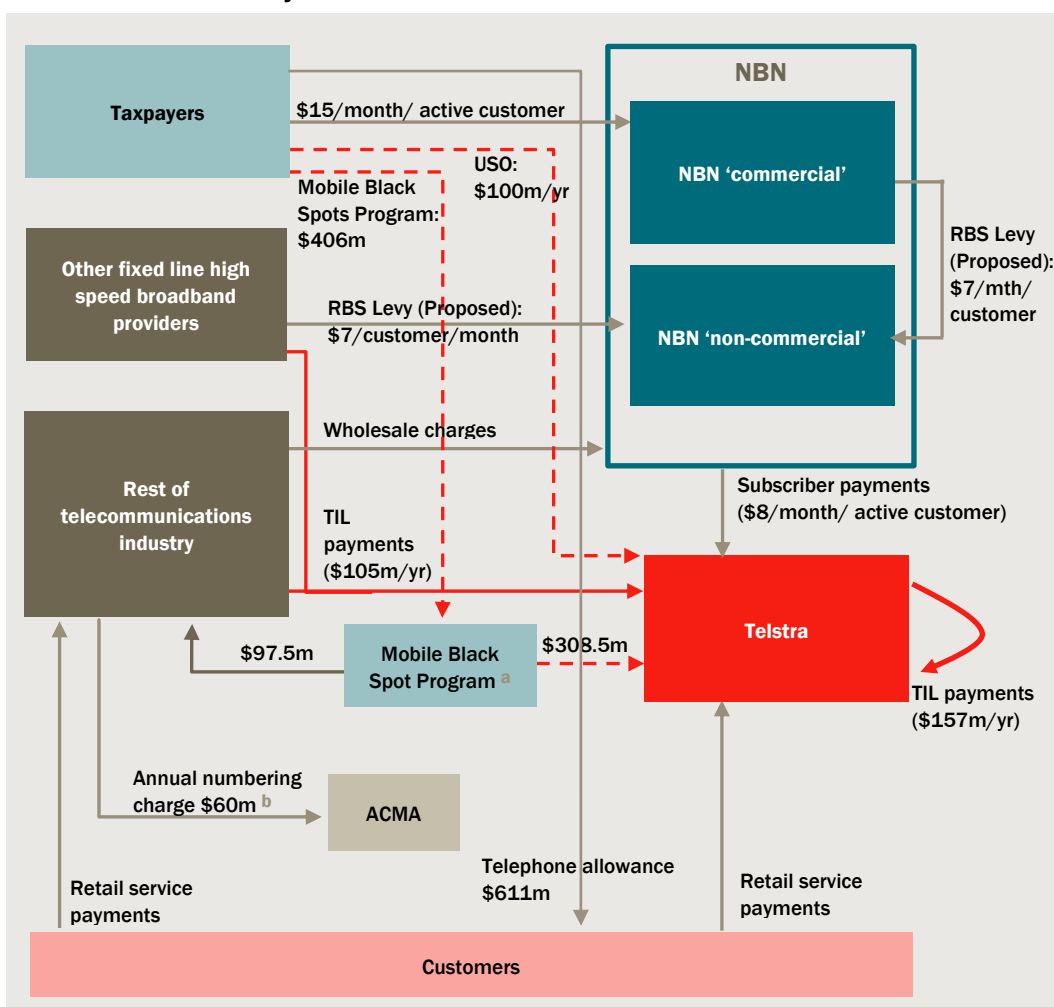 Taxpayers
$15/month/ active customer
USO:
$100m/yr
Mobile Black
Spots Program:
$406m
NBN
NBN ‘commercial’
NBN ‘non-commercial’
RBS Levy
(Proposed):
$7/mth/
customer
Other fixed line high
speed broadband
providers
RBS Levy (Proposed):
$7/customer/month
Wholesale charges
Rest of
telecommunications
industry
TIL
payments
($105m/yr)
Subscriber payments
($8/month/ active customer)
Telstra
TIL payments
($157m/yr)
$97.5m
Mobile Black
Spot Program a
$308.5m
Annual numbering
charge $60m b
ACMA
Telephone allowance
$611m
Retail service
payments
Retail service
payments
Customers